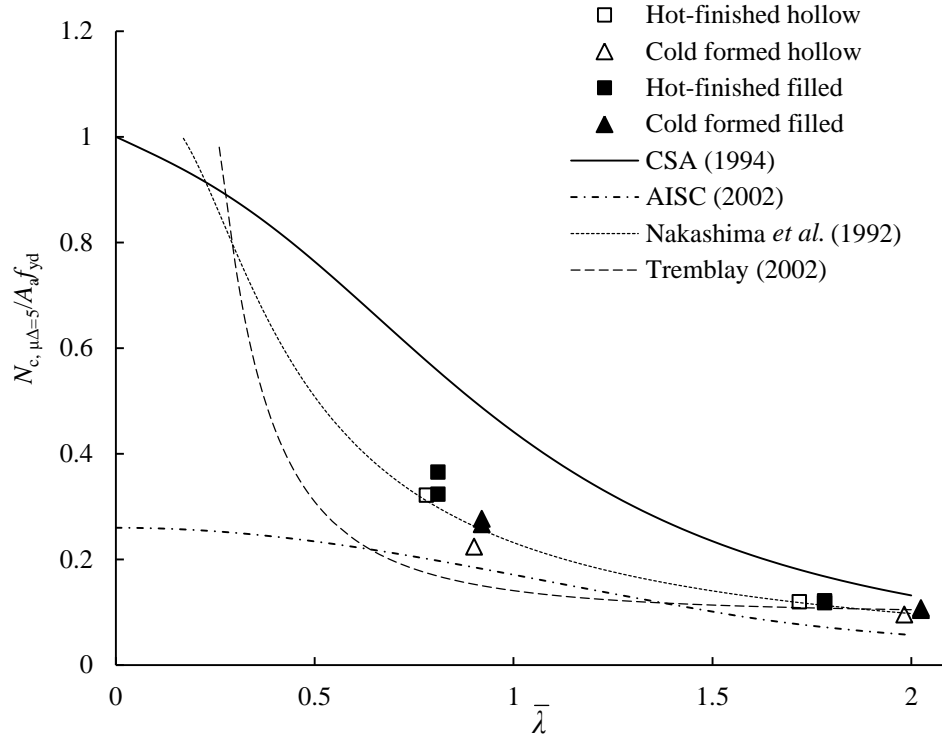 Hot-finished hollow
Cold formed hollow
Hot-finished filled
Cold formed filled
CSA (1994)
AISC (2002)
Nakashima et al. (1992)
Tremblay (2002)
N_c, μΔ=5/A_a f_yd
1.2
1
0.8
0.6
0.4
0.2
0
0 0.5 1 1.5 2
λ̅